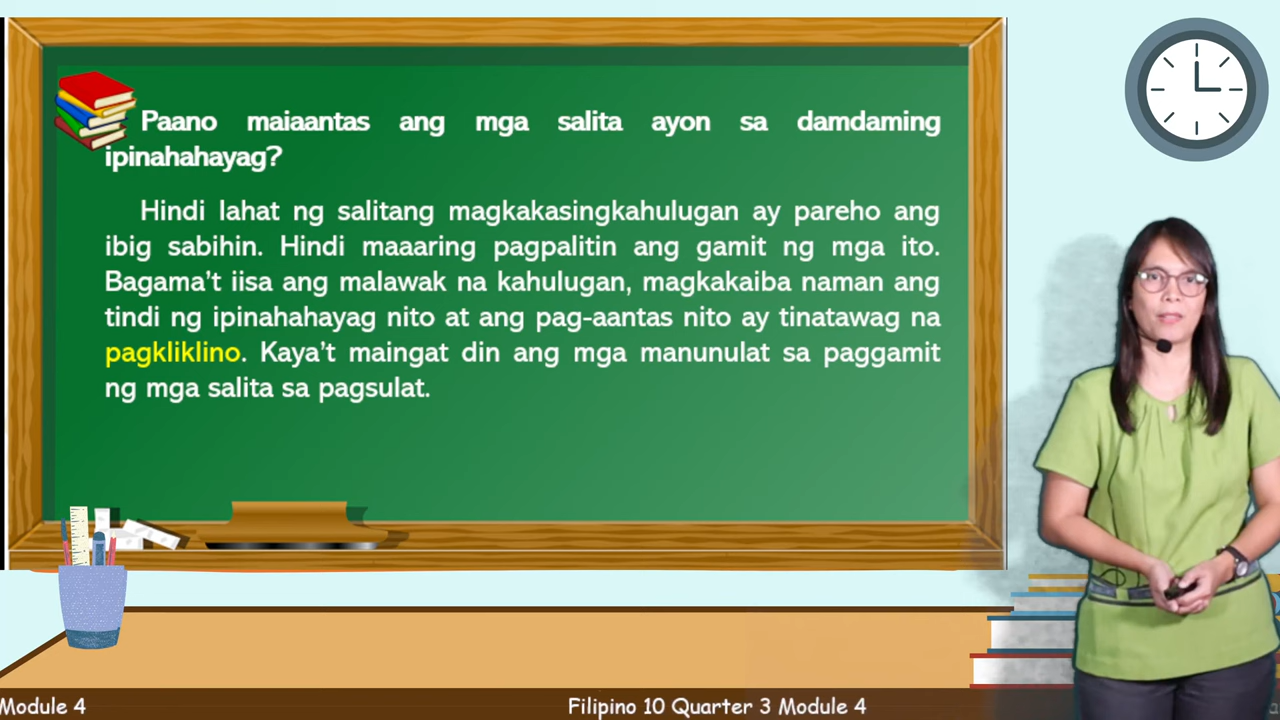 Paano maiaantas ang mga salita ayon sa damdaming
ipinahahayag?
Hindi lahat ng salitang magkakasingkahulugan ay pareho ang
ibig sabihin. Hindi maaaring pagpalitin ang gamit ng mga ito.
Bagama't iisa ang malawak na kahulugan, magkakaiba naman ang
tindi ng ipinahahayag nito at ang pag-aantas nito ay tinatawag na
pagkliklino. Kaya't maingat din ang mga manunulat sa paggamit
ng mga salita sa pagsulat.
Module 4
Filipino 10 Quarter 3 Module 4